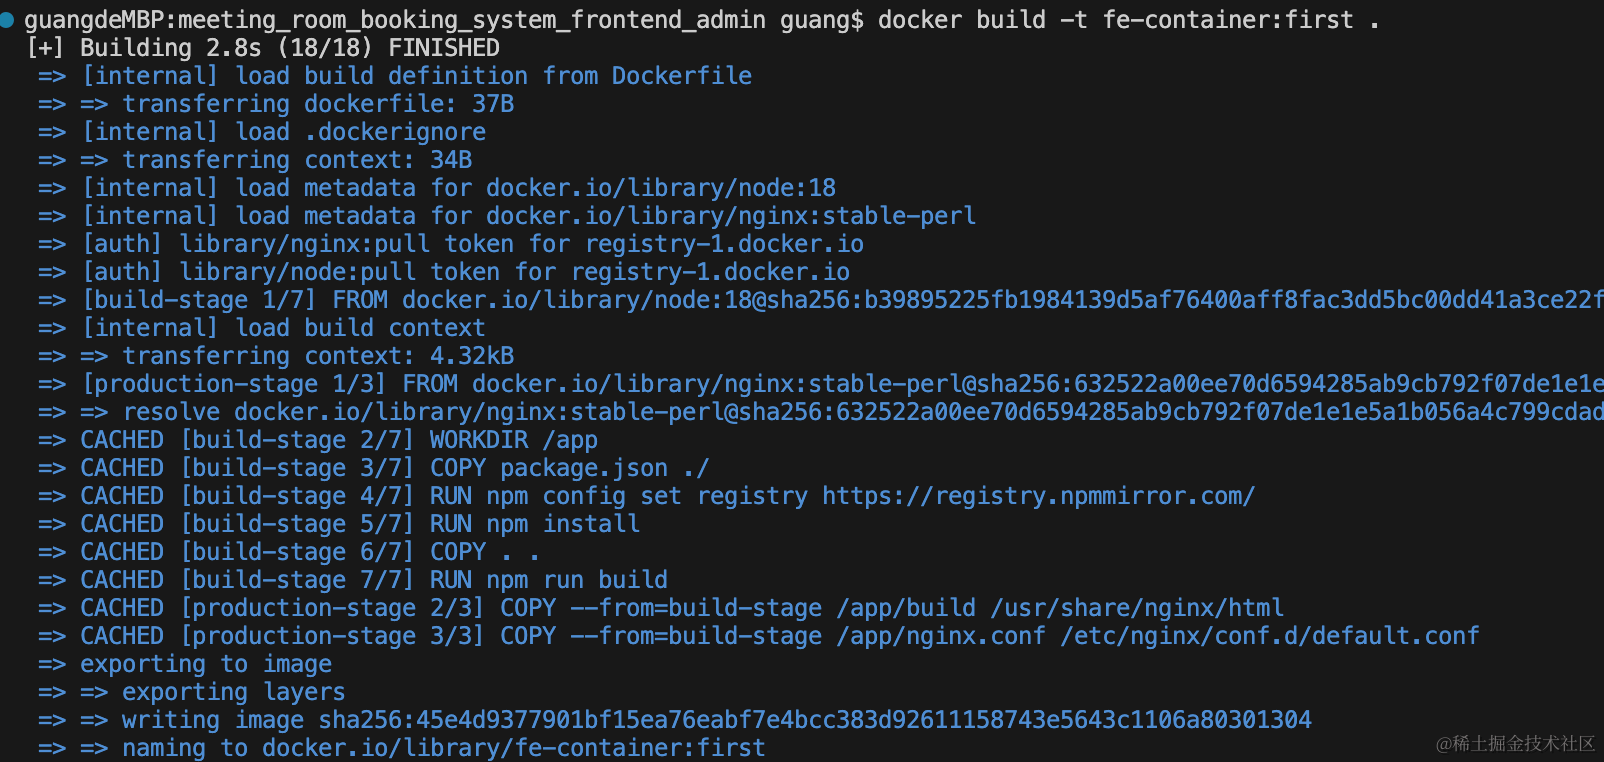 guangdeMBP:meeting_room_booking_system_frontend_admin guang$ docker build -t fe-container:first .
[+] Building 2.8s (18/18) FINISHED
=> [internal] load build definition from Dockerfile
=> => transferring dockerfile: 37B
=> [internal] load .dockerignore
=> => transferring context: 34B
=> [internal] load metadata for docker.io/library/node:18
=> [internal] load metadata for docker.io/library/nginx:stable-perl
=> [auth] library/nginx:pull token for registry-1.docker.io
=> [auth] library/node:pull token for registry-1.docker.io
=> [build-stage 1/7] FROM docker.io/library/node:18@sha256:b39895225fb1984139d5af76400aff8fac3dd5bc00dd41a3ce22f
=> [internal] load build context
=> => transferring context: 4.32kB
=> [production-stage 1/3] FROM docker.io/library/nginx:stable-perl@sha256:632522a00ee70d6594285ab9cb792f07de1e1e
=> => resolve docker.io/library/nginx:stable-perl@sha256:632522a00ee70d6594285ab9cb792f07de1e1e5a1b056a4c799cdad
=> CACHED [build-stage 2/7] WORKDIR /app
=> CACHED [build-stage 3/7] COPY package.json ./
=> CACHED [build-stage 4/7] RUN npm config set registry https://registry.npmmirror.com/
=> CACHED [build-stage 5/7] RUN npm install
=> CACHED [build-stage 6/7] COPY . .
=> CACHED [build-stage 7/7] RUN npm run build
=> CACHED [production-stage 2/3] COPY --from=build-stage /app/build /usr/share/nginx/html
=> CACHED [production-stage 3/3] COPY --from=build-stage /app/nginx.conf /etc/nginx/conf.d/default.conf
=> exporting to image
=> => exporting layers
=> => writing image sha256:45e4d9377901bf15ea76eabf7e4bcc383d92611158743e5643c1106a80301304
=> => naming to docker.io/library/fe-container:first
@稀土掘金技术社区